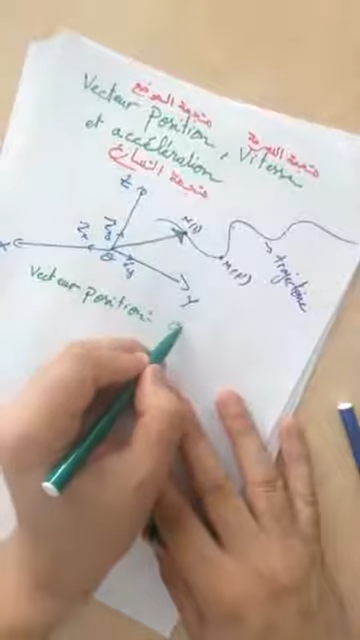 متجهة الموضع
Vecteur Position, Vitesse
متجهة السرعة
et accélération
متجهة التسارع
Z
M(t)
X
O
Y
trajectoire
Vecteur position: